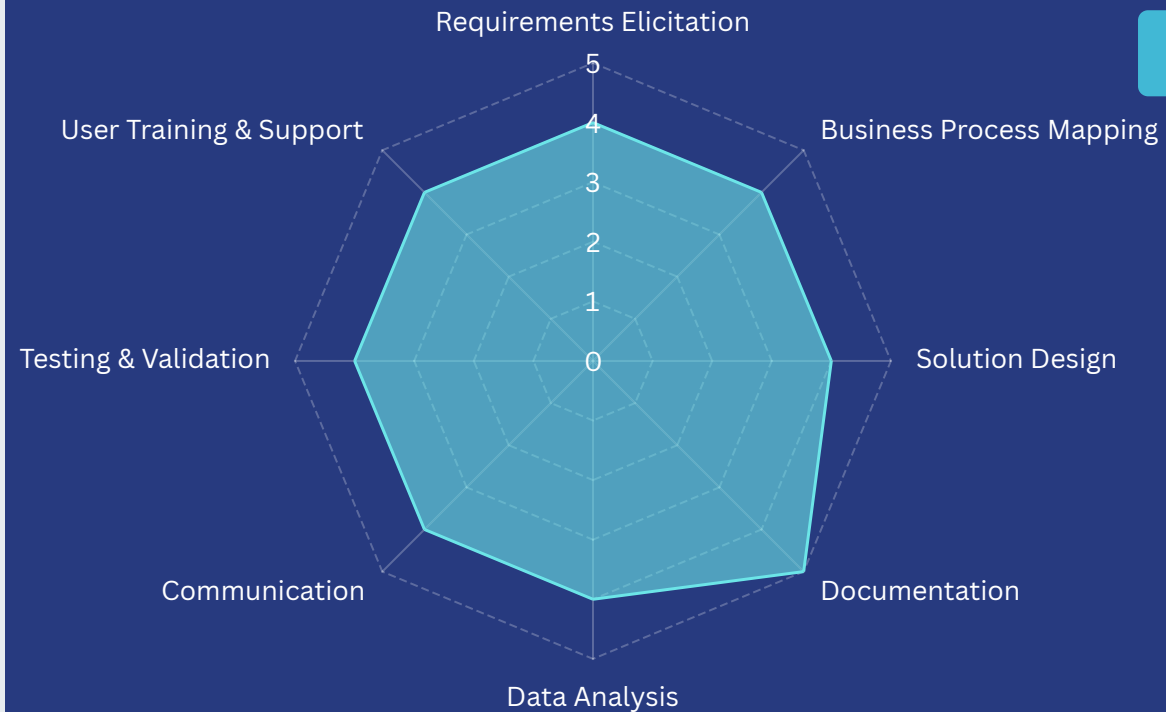 Requirements Elicitation
5
User Training & Support
4
Business Process Mapping
3
2
1
Testing & Validation
0
Solution Design
Communication
Documentation
Data Analysis